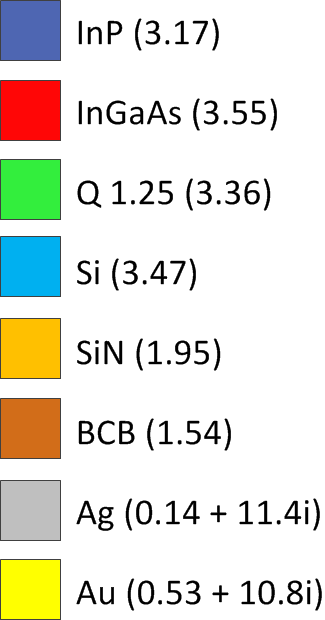 InP (3.17)
InGaAs (3.55)
Q 1.25 (3.36)
Si (3.47)
SiN (1.95)
BCB (1.54)
Ag (0.14 + 11.4i)
Au (0.53 + 10.8i)